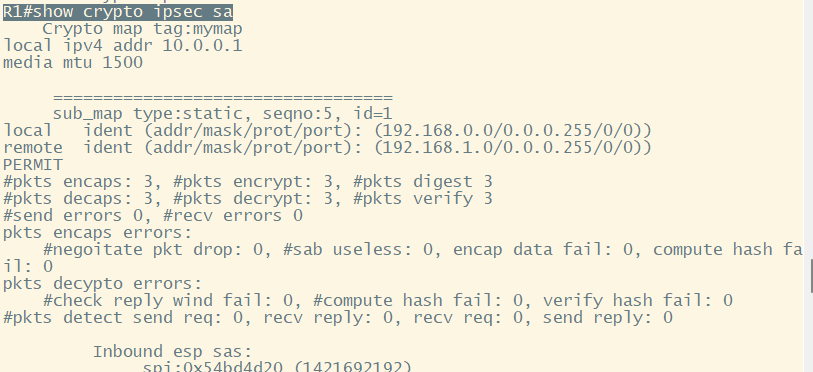 R1#show crypto ipsec sa
Crypto map tag:mymap
local ipv4 addr 10.0.0.1
media mtu 1500
==================================
sub_map type:static, seqno:5, id=1
local   ident (addr/mask/prot/port): (192.168.0.0/0.0.0.255/0/0))
remote  ident (addr/mask/prot/port): (192.168.1.0/0.0.0.255/0/0))
PERMIT
#pkts encaps: 3, #pkts encrypt: 3, #pkts digest 3
#pkts decaps: 3, #pkts decrypt: 3, #pkts verify 3
#send errors 0, #recv errors 0
pkts encaps errors:
#negoitate pkt drop: 0, #sab useless: 0, encap data fail: 0, compute hash fa
il: 0
pkts decypto errors:
#check reply wind fail: 0, #compute hash fail: 0, verify hash fail: 0
#pkts detect send req: 0, recv reply: 0, recv req: 0, send reply: 0
Inbound esp sas:
spi:0x54bd4d20 (1421692192)